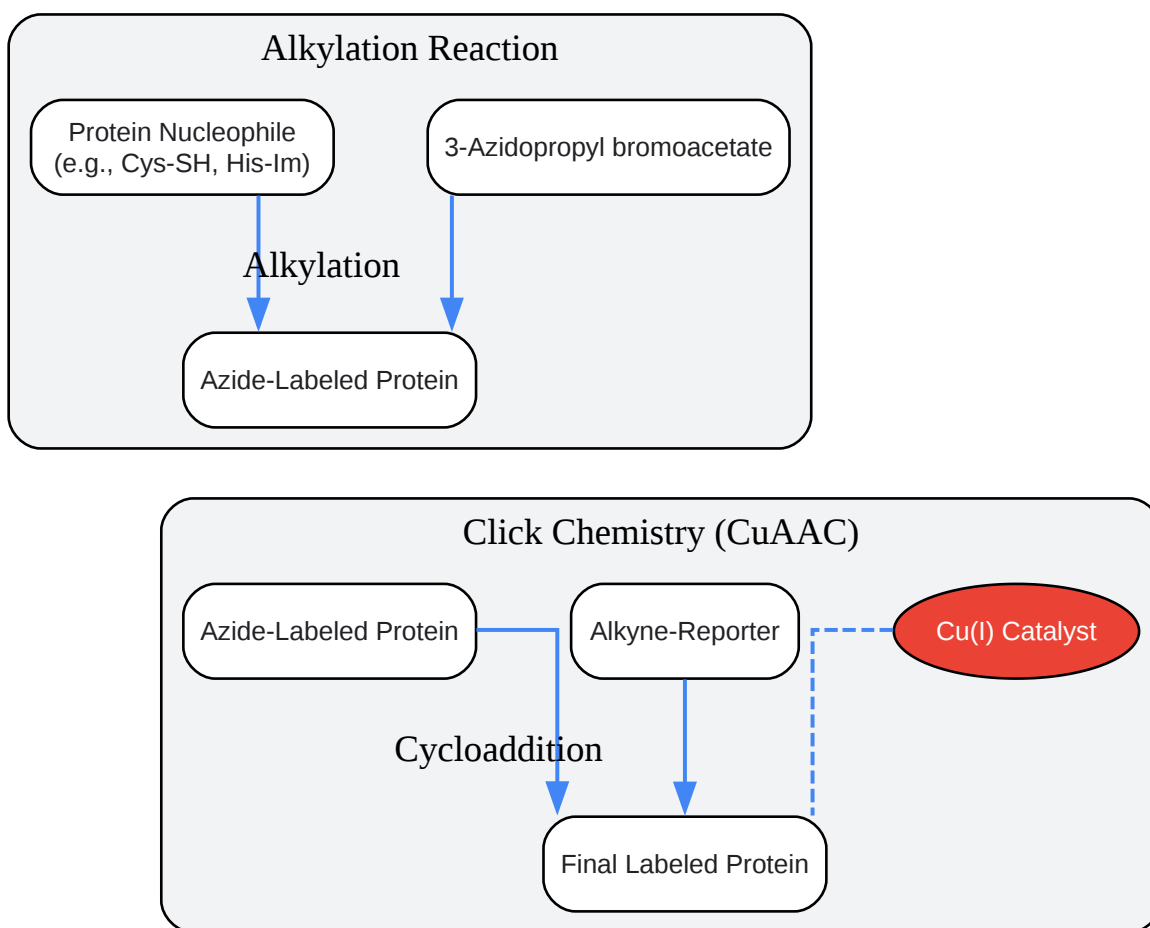 Alkylation Reaction
Protein Nucleophile
(e.g., Cys-SH, His-Im)
3-Azidopropyl bromoacetate
Alkylation
Azide-Labeled Protein
Click Chemistry (CuAAC)
Azide-Labeled Protein
Alkyne-Reporter
Cu(I) Catalyst
Cycloaddition
Final Labeled Protein